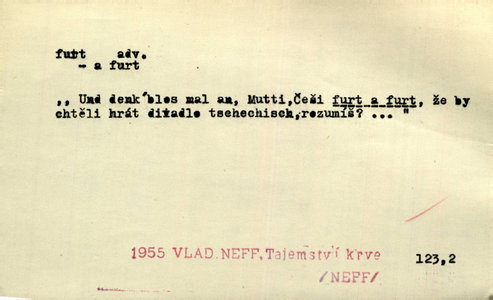 furt    adv.
- a furt
,, Und denk´blos mal an, Mutti,Češi furt a furt, že by
chtěli hrát divadlo tschechisch,rozumíš? ... "
1955 VLAD. NEFF, Tajemství krve
/NEFF/
123,2